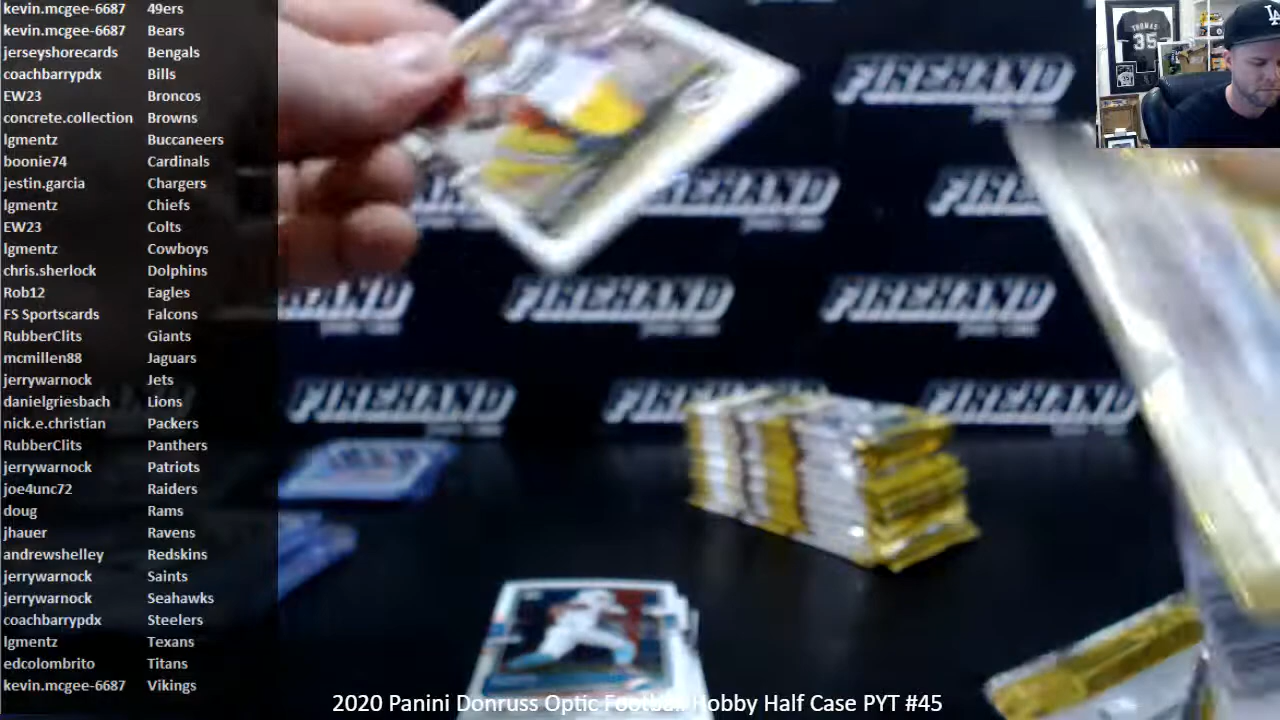 kevin.mcgee-6687 49ers
kevin.mcgee-6687 Bears
jerseyshorecards Bengals
coachbarrypdx Bills
EW23 Broncos
concrete.collection Browns
lgmentz Buccaneers
boonie74 Cardinals
jestin.garcia Chargers
lgmentz Chiefs
EW23 Colts
lgmentz Cowboys
chris.sherlock Dolphins
Rob12 Eagles
FS Sportscards Falcons
RubberClits Giants
mcmillen88 Jaguars
jerrywarnock Jets
danielgriesbach Lions
nick.e.christian Packers
RubberClits Panthers
jerrywarnock Patriots
joe4unc72 Raiders
doug Rams
jhauer Ravens
andrewshelley Redskins
jerrywarnock Saints
jerrywarnock Seahawks
coachbarrypdx Steelers
lgmentz Texans
edcolombrito Titans
kevin.mcgee-6687 Vikings
THOMAS
35
LA
FIREHAND
FIREHAND
FIREHAND
FIREHAND
FIREHAND
FIREHAND
FIREHAND
FIREHAND
FIREHAND
FIREHAND
2020 Panini Donruss Optic Football Hobby Half Case PYT #45